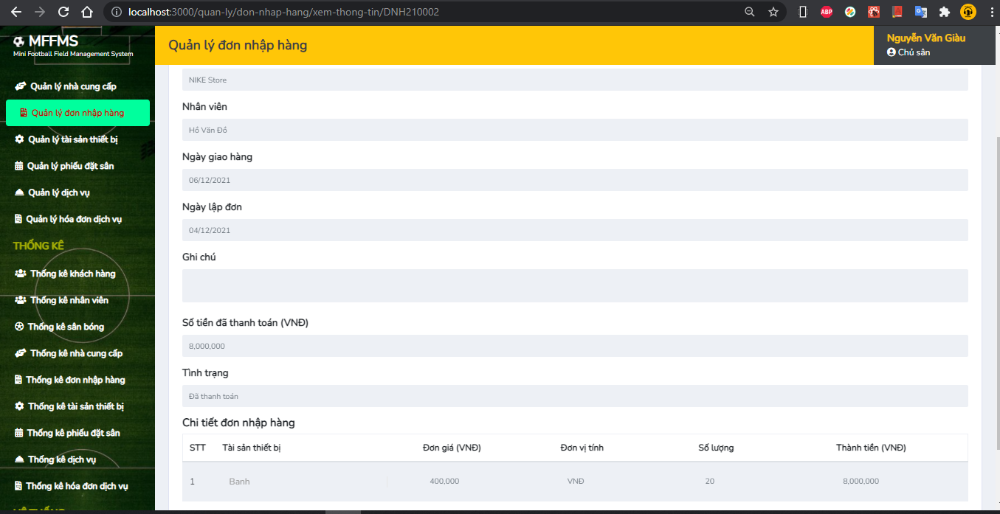 localhost:3000/quan-ly/don-nhap-hang/xem-thong-tin/DNH210002
ABP
MFFMS
Mini Football Field Management System
Quản lý nhà cung cấp
Quản lý đơn nhập hàng
Quản lý tài sản thiết bị
Quản lý phiếu đặt sân
Quản lý dịch vụ
Quản lý hóa đơn dịch vụ
THỐNG KÊ
Thống kê khách hàng
Thống kê nhân viên
Thống kê sân bóng
Thống kê nhà cung cấp
Thống kê đơn nhập hàng
Thống kê tài sản thiết bị
Thống kê phiếu đặt sân
Thống kê dịch vụ
Thống kê hóa đơn dịch vụ
Quản lý đơn nhập hàng
Nguyễn Văn Giàu
Chủ sân
NIKE Store
Nhân viên
Hồ Văn Đồ
Ngày giao hàng
06/12/2021
Ngày lập đơn
04/12/2021
Ghi chú
Số tiền đã thanh toán (VNĐ)
8,000,000
Tình trạng
Đã thanh toán
Chi tiết đơn nhập hàng
STT Tài sản thiết bị Đơn giá (VNĐ) Đơn vị tính Số lượng Thành tiền (VNĐ)
1 Banh 400,000 VNĐ 20 8,000,000